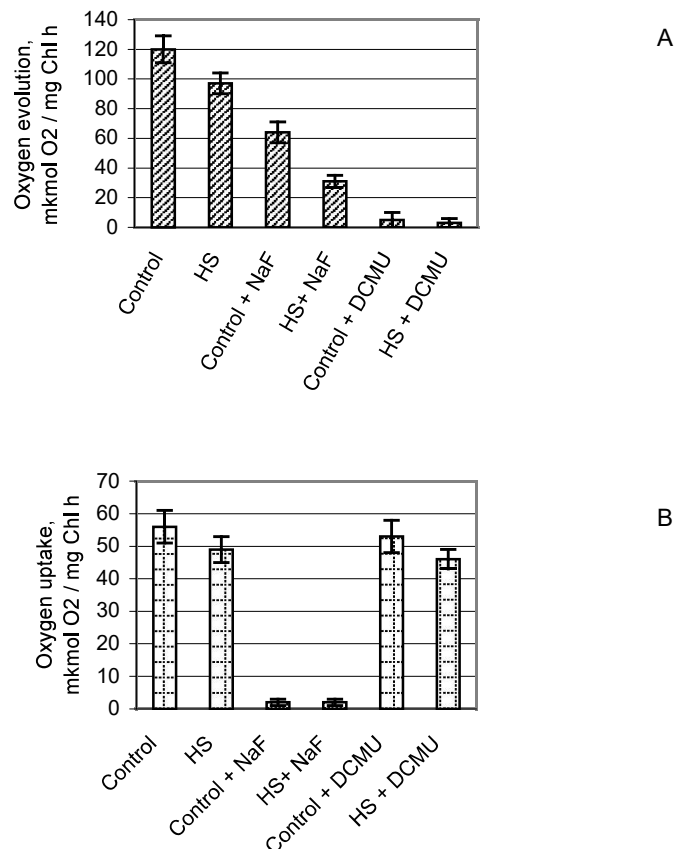 A
Oxygen evolution,
mkmol O2 / mg Chl h
140
120
100
80
60
40
20
0
Control
HS
Control + NaF
HS+ NaF
Control + DCMU
HS + DCMU
B
Oxygen uptake,
mkmol O2 / mg Chl h
70
60
50
40
30
20
10
0
Control
HS
Control + NaF
HS+ NaF
Control + DCMU
HS + DCMU